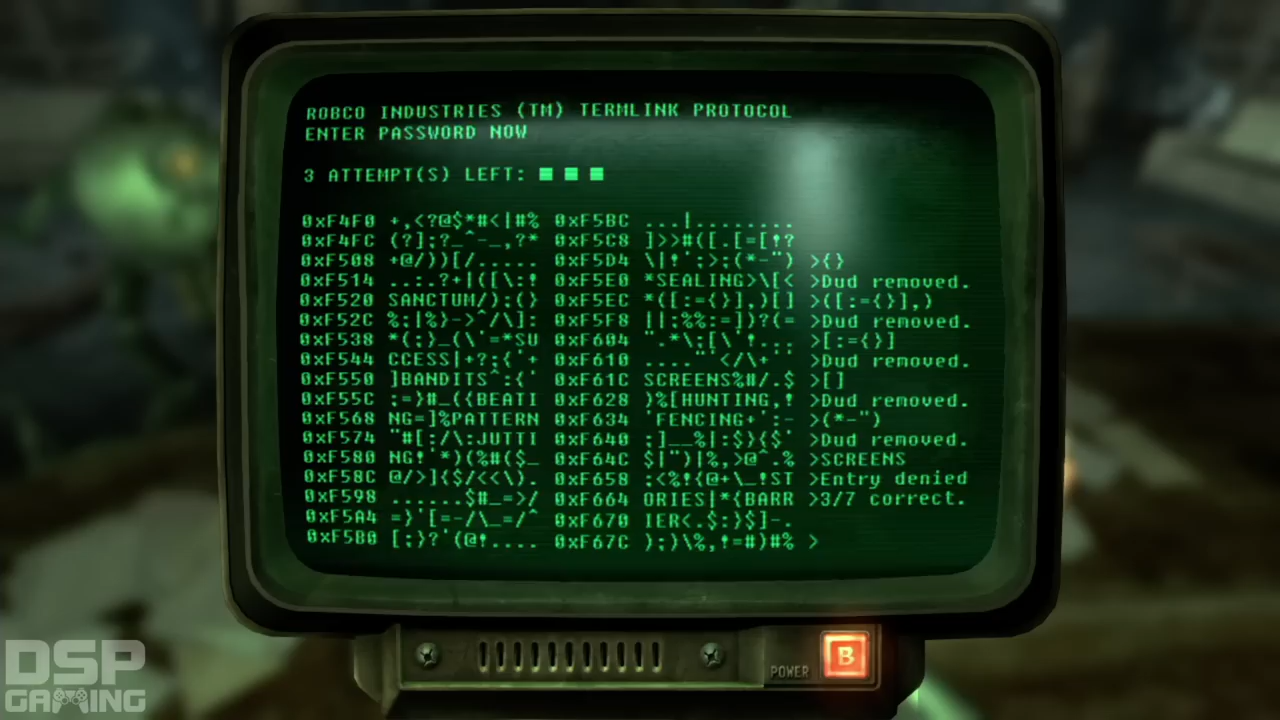 ROBCO INDUSTRIES (TM) TERMLINK PROTOCOL
ENTER PASSWORD NOW
3 ATTEMPT(S) LEFT: ■ ■ ■
0xF4F0 +,<?@$*#<|#% 0xF5BC ...|........
0xF4FC (?];?_^-_,?* 0xF5C8 ]>>#([.[=[!?
0xF508 +@/))[/..... 0xF5D4 \|!':>;(*-") >{}
0xF514 ..:.?+|([\:! 0xF5E0 *SEALING>\[< >Dud removed.
0xF520 SANCTUM/);(} 0xF5EC *([:={}],)[] >([:={}],)
0xF52C %;|%}->^/\]: 0xF5F8 ||;%%:=])?(= >Dud removed.
0xF538 *(;}_(\'=*SU 0xF604 ".*\;[\'!... >[:={}]
0xF544 CCESS|+?;{'+ 0xF610 ...."'</\+¨ >Dud removed.
0xF550 ]BANDITS^:{' 0xF61C SCREENS%#/.$ >[]
0xF55C :=}#_({BEATI 0xF628 )%[HUNTING,! >Dud removed.
0xF568 NG=]%PATTERN 0xF634 'FENCING+':- >(*-")
0xF574 "#[:/\:JUTTI 0xF640 ;]__%|:$}{$' >Dud removed.
0xF580 NG!'*)(%#($_ 0xF64C $|")|%,>@^.% >SCREENS
0xF58C @/>]{$/<<\). 0xF658 :<%!{@+\_!ST >Entry denied
0xF598 ......$#_=>/ 0xF664 ORIES|*{BARR >3/7 correct.
0xF5A4 =}'[=-/\_=/^ 0xF670 IER<.$:}$]-.
0xF5B0 [;}?'(@!.... 0xF67C );)\%,!=#)#% >
POWER
B
DSP
GAMING